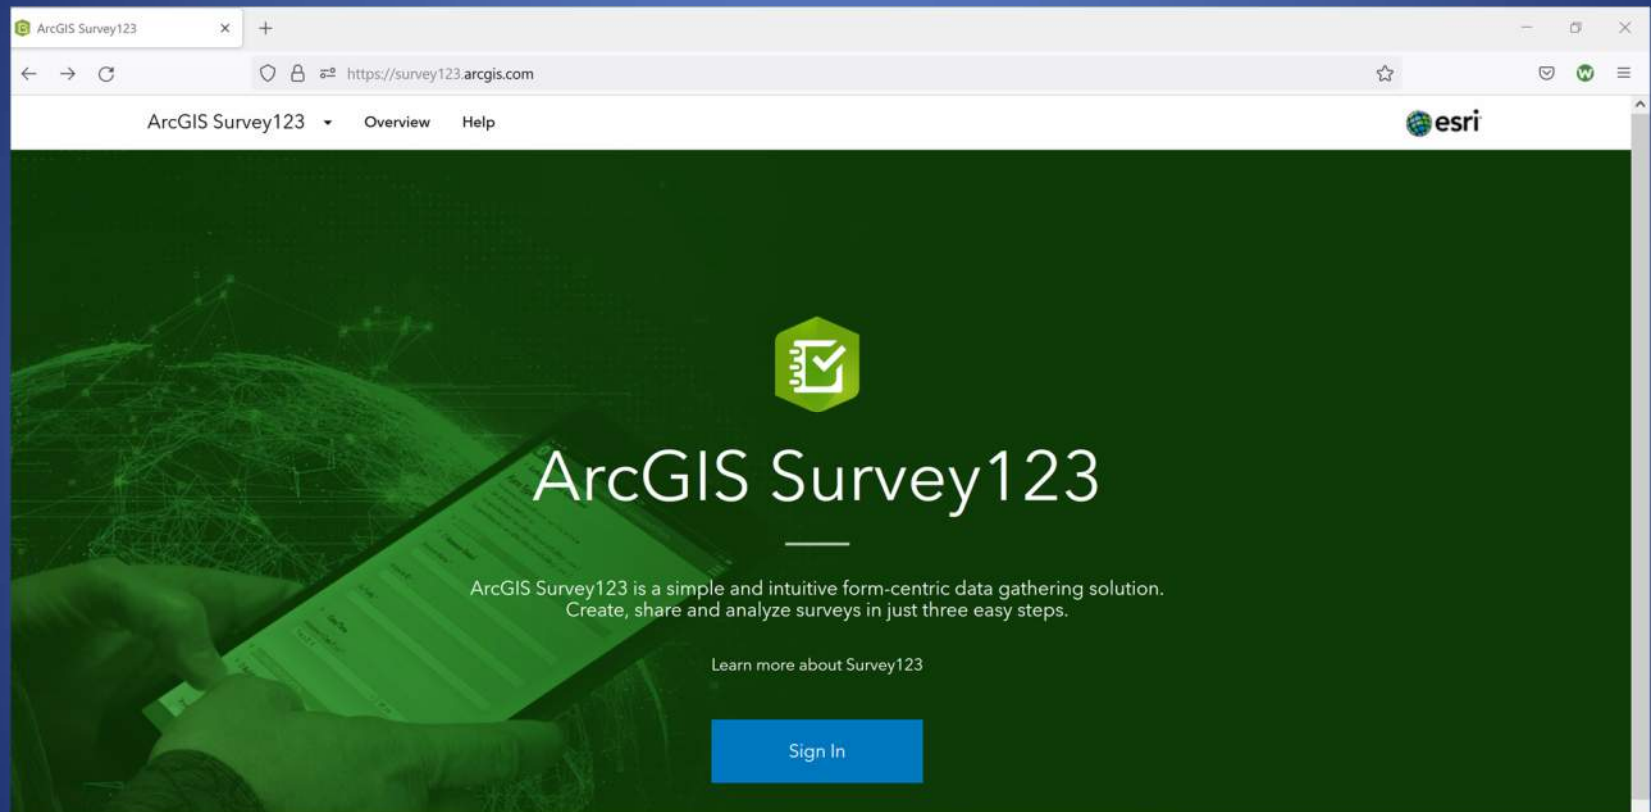 ArcGIS Survey123
https://survey123.arcgis.com
ArcGIS Survey123 Overview Help esri
ArcGIS Survey123
ArcGIS Survey123 is a simple and intuitive form-centric data gathering solution.
Create, share and analyze surveys in just three easy steps.
Learn more about Survey123
Sign In